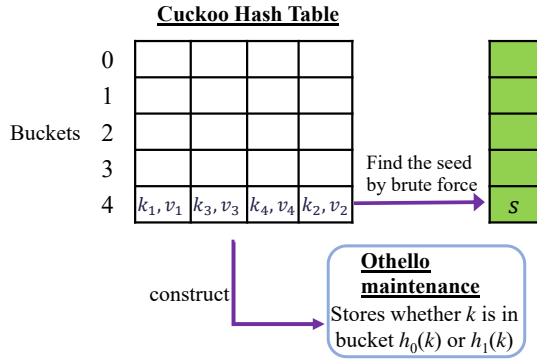 Cuckoo Hash Table
0
1
Buckets 2
3
4 k₁, v₁ k₃, v₃ k₄, v₄ k₂, v₂ s
Find the seed
by brute force
construct
Othello
maintenance
Stores whether k is in
bucket h₀(k) or h₁(k)